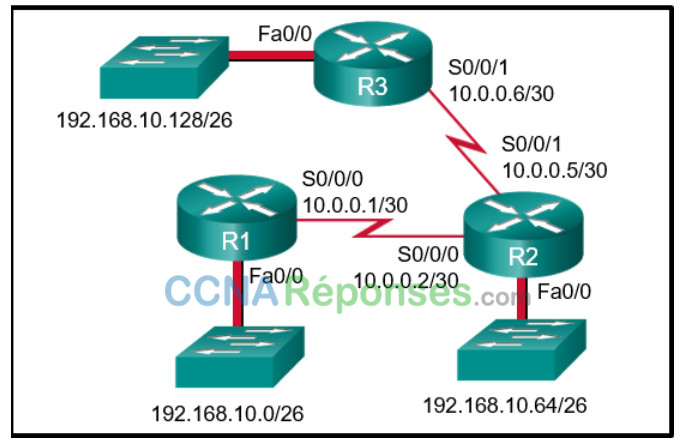 Fa0/0
R3
S0/0/1
10.0.0.6/30
192.168.10.128/26
S0/0/1
10.0.0.5/30
S0/0/0
10.0.0.1/30
R1
S0/0/0
10.0.0.2/30
R2
Fa0/0
Fa0/0
CCNARéponses.com
192.168.10.0/26
192.168.10.64/26